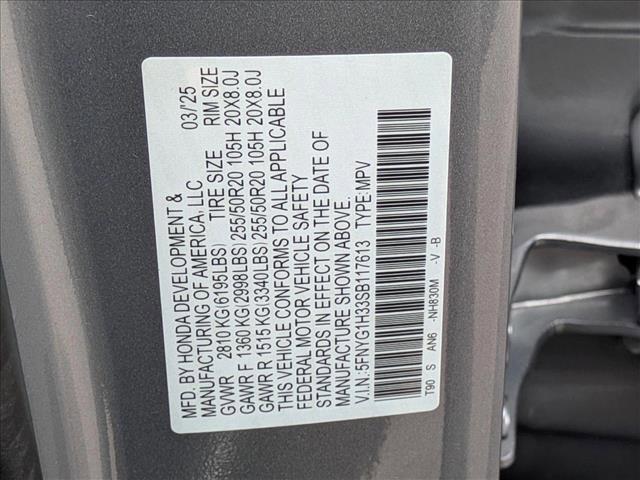 MFD. BY HONDA DEVELOPMENT & 03/'25
MANUFACTURING OF AMERICA, LLC
GVWR 2810 KG(6195LBS) TIRE SIZE RIM SIZE
GAWR F 1360 KG(2998LBS)255/50R20 105H 20X8.0J
GAWR R 1515 KG(3340LBS)255/50R20 105H 20X8.0J
THIS VEHICLE CONFORMS TO ALL APPLICABLE
FEDERAL MOTOR VEHICLE SAFETY
STANDARDS IN EFFECT ON THE DATE OF
MANUFACTURE SHOWN ABOVE.
V.I.N.:5FNYG1H33SB117613 TYPE:MPV
T90 S AN6 -NH830M -V -B